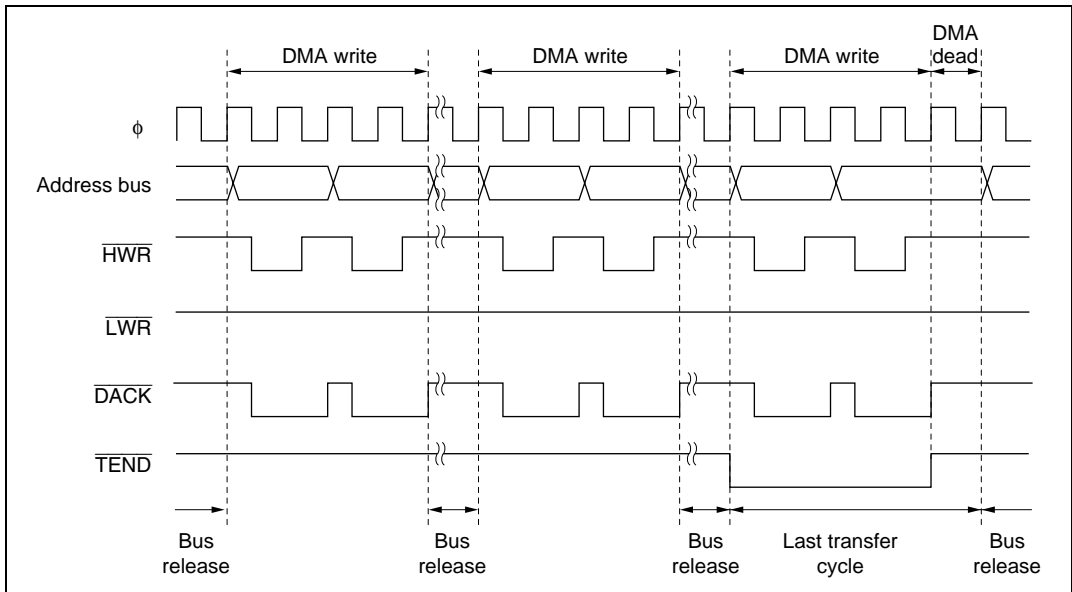 DMA write
DMA write
DMA write
DMA
dead
φ
Address bus
HWR
LWR
DACK
TEND
Bus
release
Bus
release
Bus
release
Last transfer
cycle
Bus
release